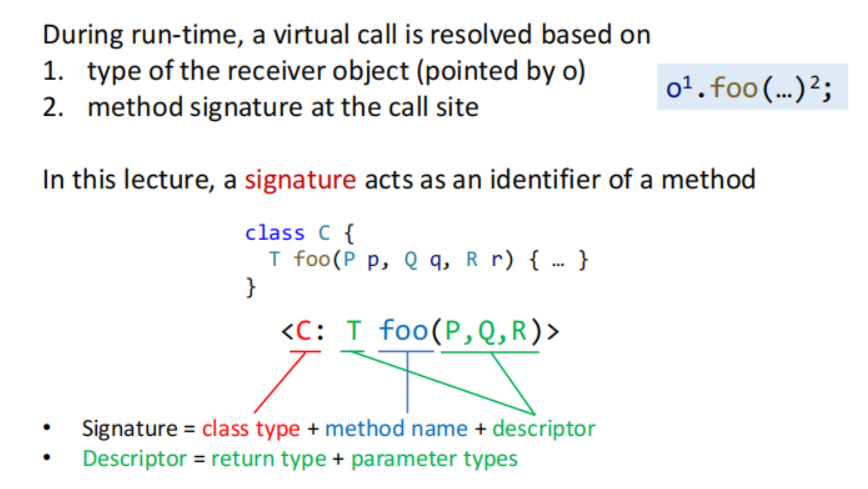 During run-time, a virtual call is resolved based on
1. type of the receiver object (pointed by o)
2. method signature at the call site
o¹.foo(…)²;
In this lecture, a signature acts as an identifier of a method
class C {
T foo(P p, Q q, R r) { … }
}
<C: T foo(P,Q,R)>
• Signature = class type + method name + descriptor
• Descriptor = return type + parameter types